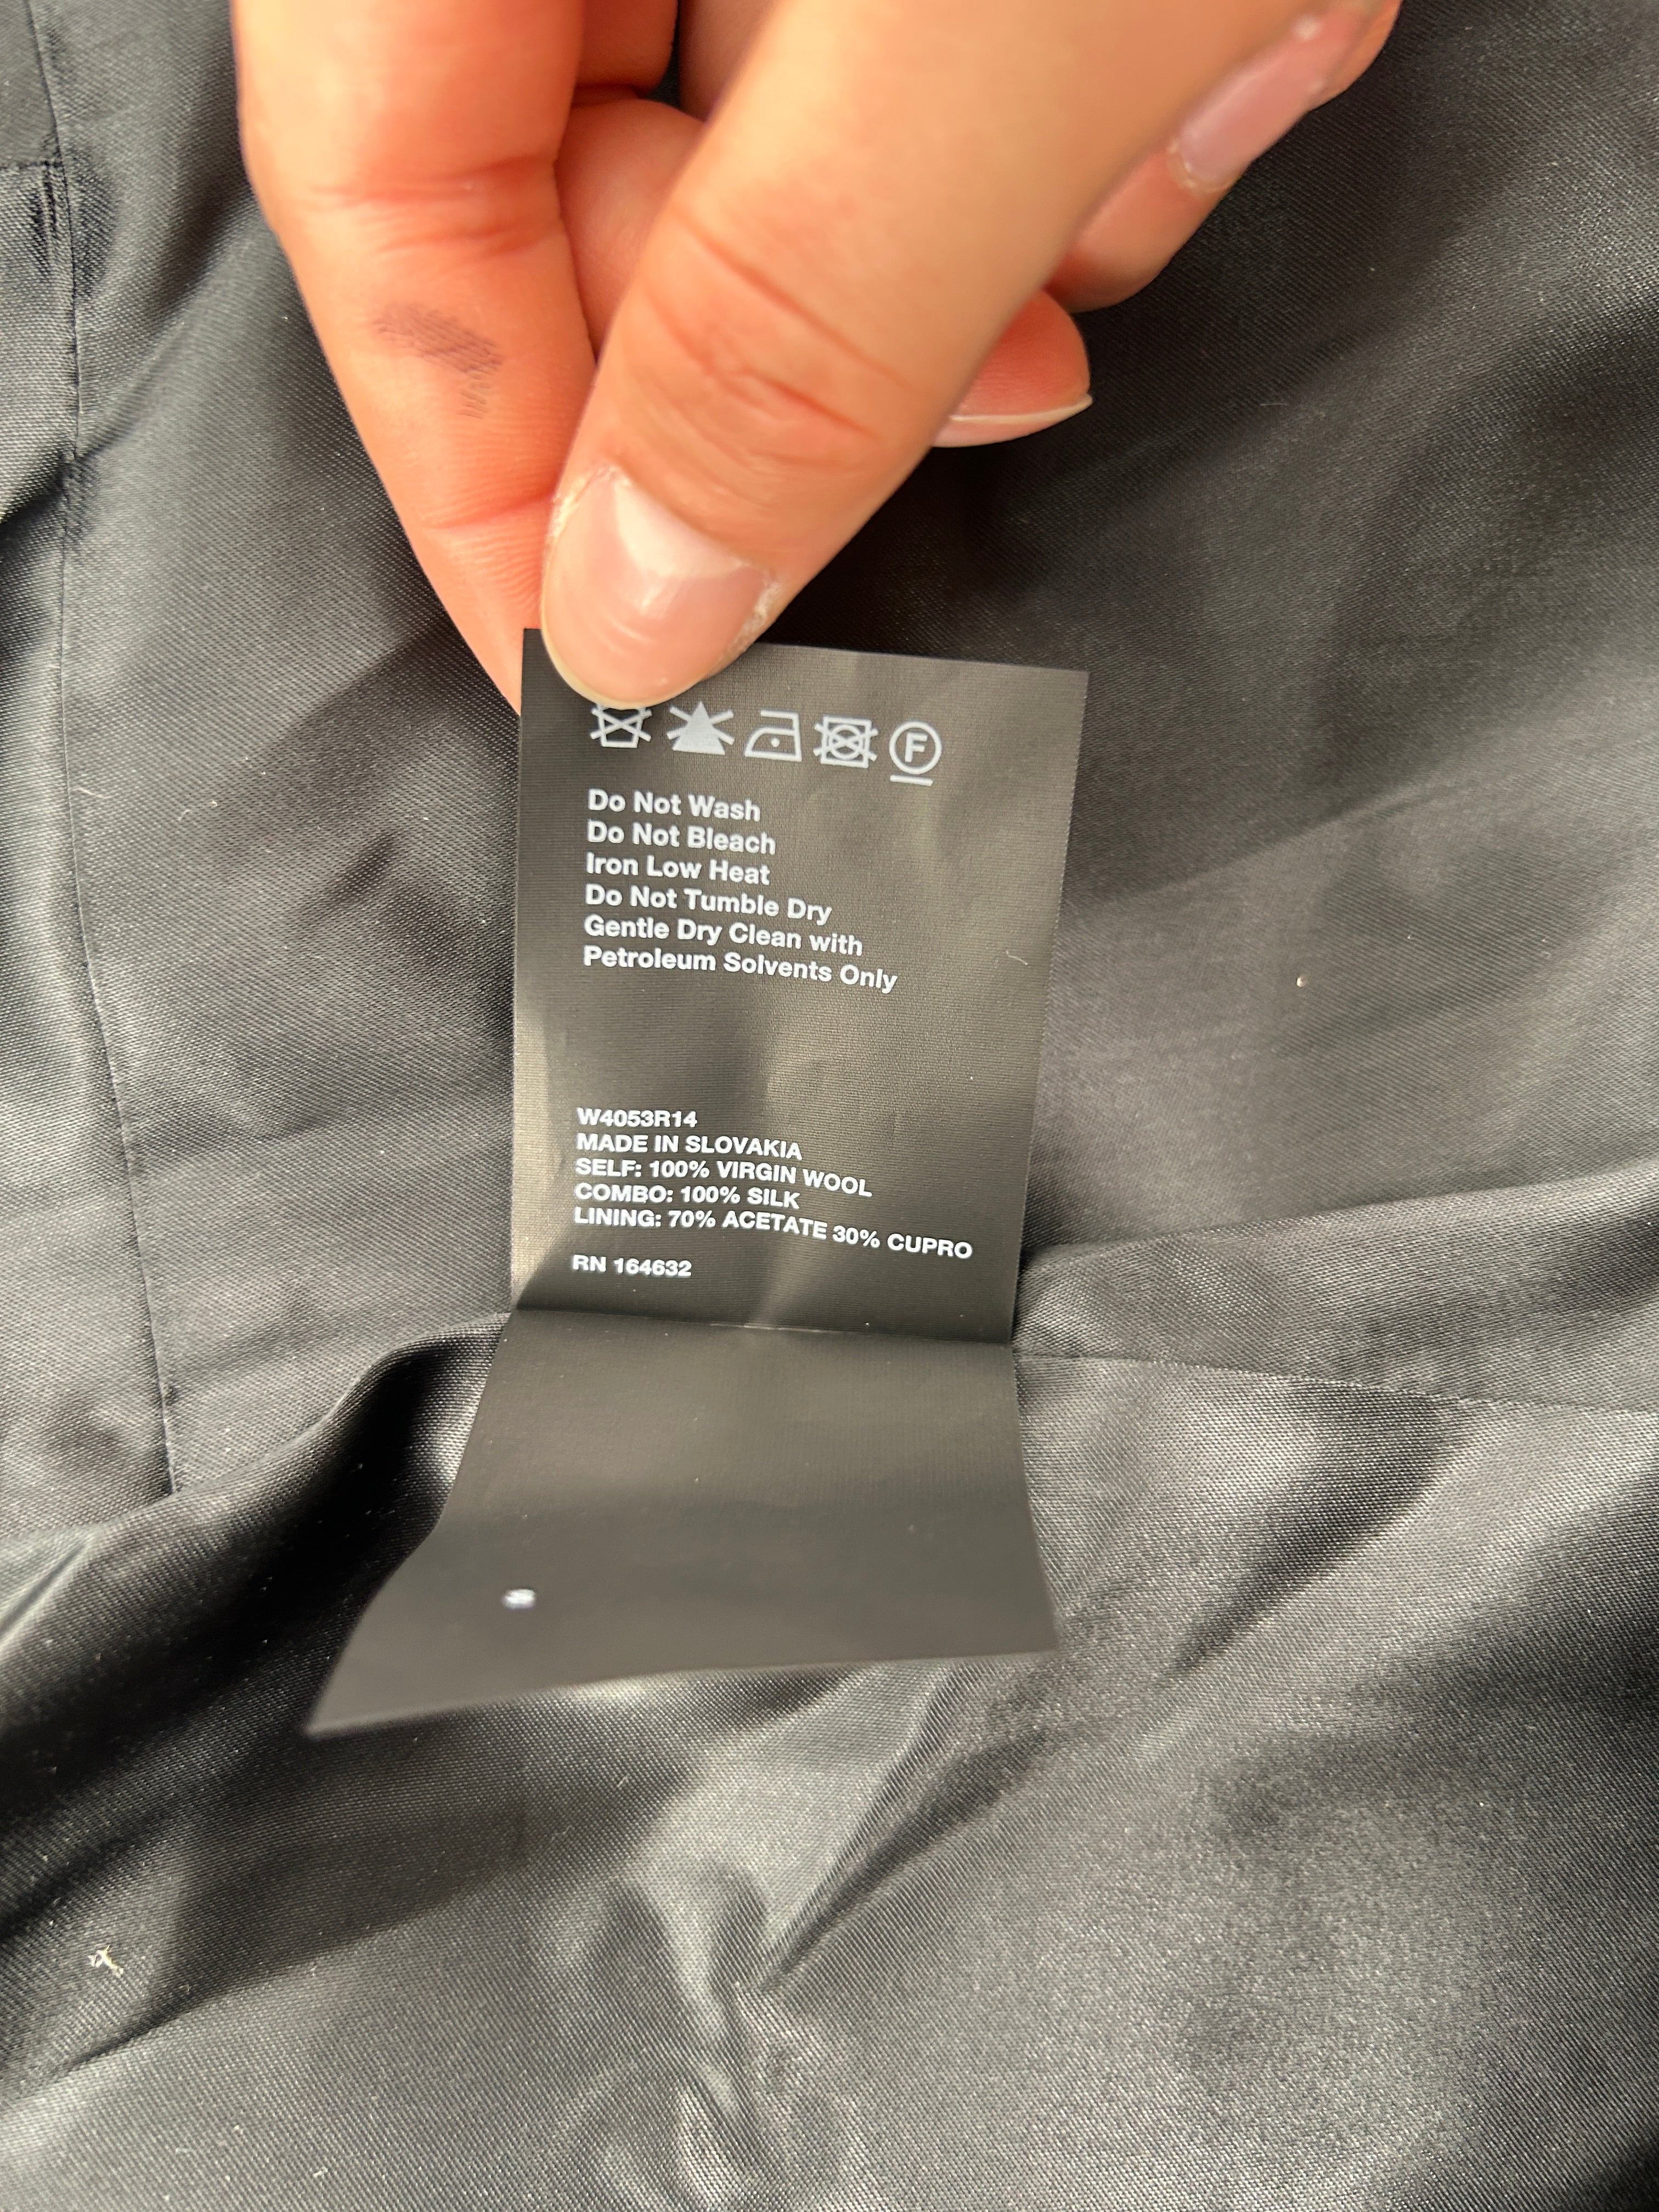 F
Do Not Wash
Do Not Bleach
Iron Low Heat
Do Not Tumble Dry
Gentle Dry Clean with
Petroleum Solvents Only
W4053R14
MADE IN SLOVAKIA
SELF: 100% VIRGIN WOOL
COMBO: 100% SILK
LINING: 70% ACETATE 30% CUPRO
RN 164632